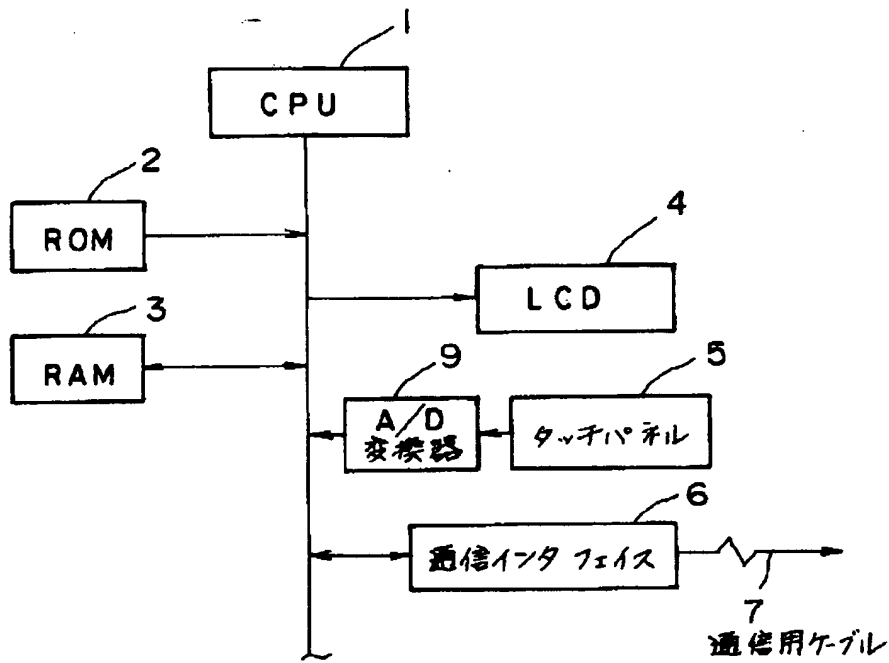 1
CPU
2
ROM
4
LCD
3
RAM
9
A/D
変換器
5
タッチパネル
6
通信インタフェイス
7
通信用ケーブル